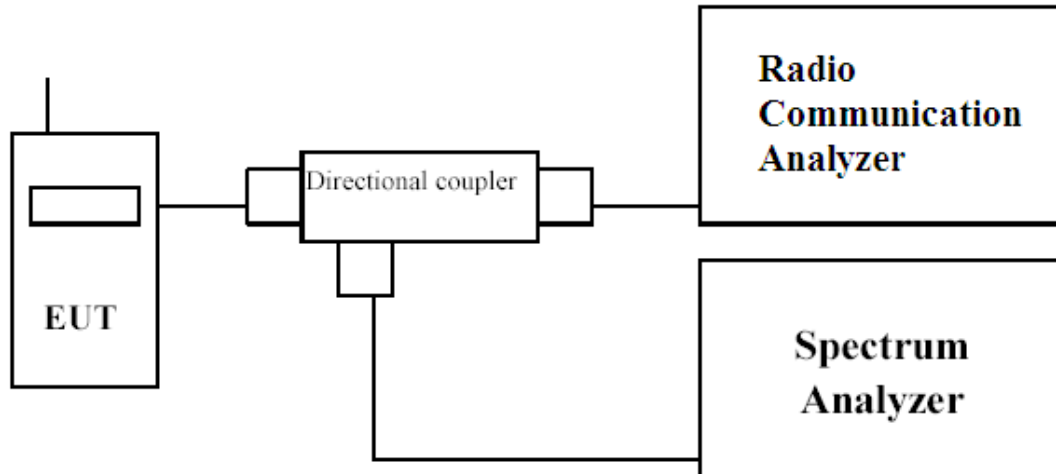 EUT
Directional coupler
Radio
Communication
Analyzer
Spectrum
Analyzer